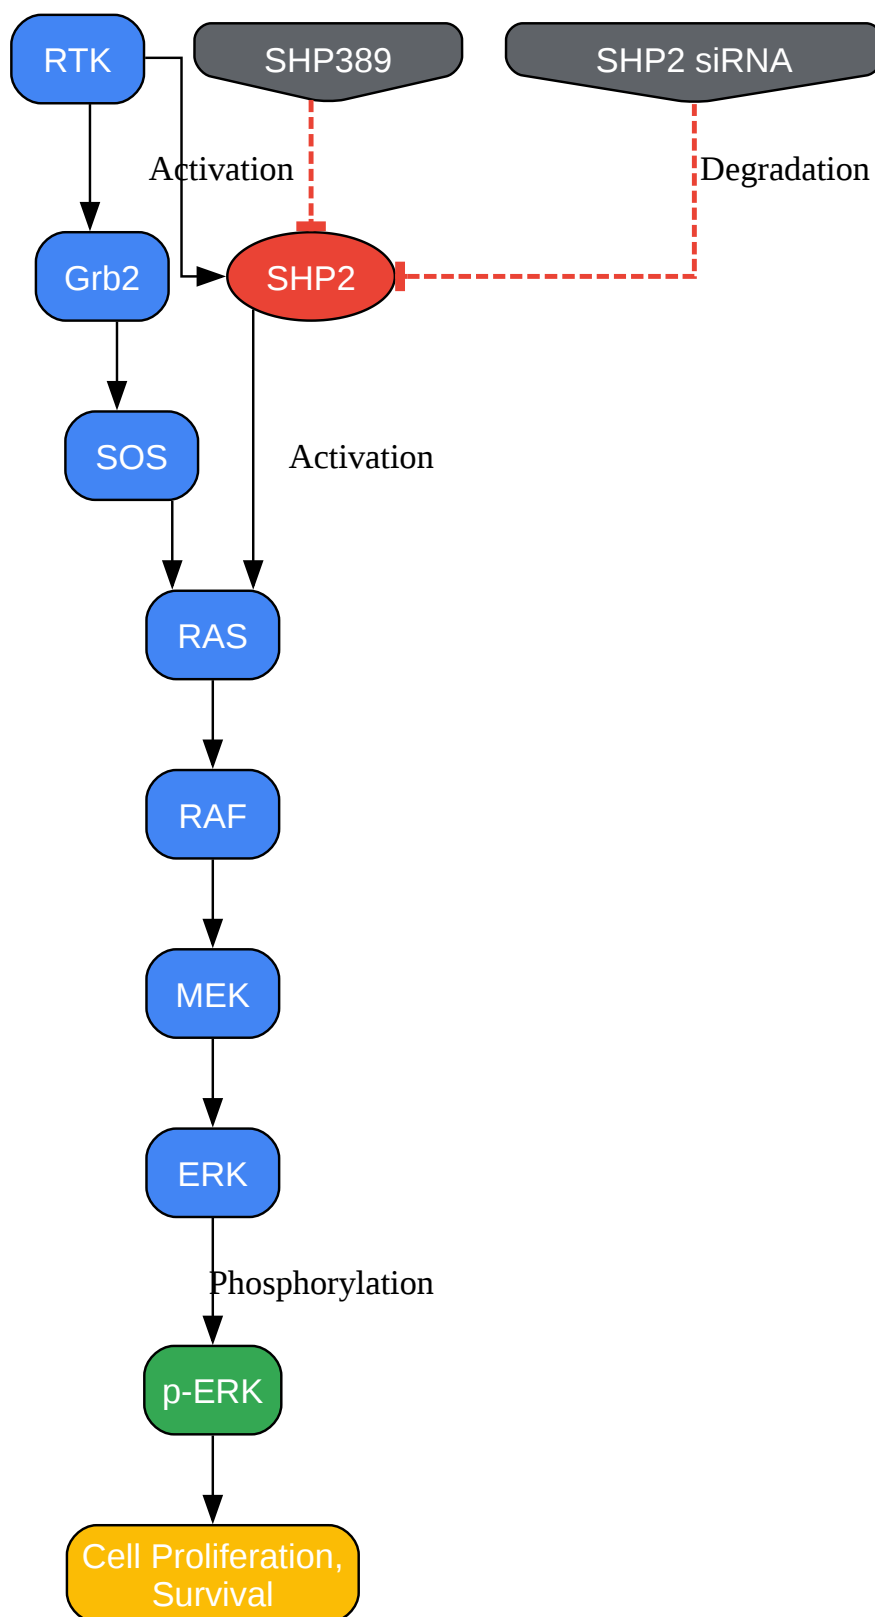 RTK
SHP389
SHP2 siRNA
Activation
Degradation
Grb2
SHP2
SOS
Activation
RAS
RAF
MEK
ERK
Phosphorylation
p-ERK
Cell Proliferation,
Survival